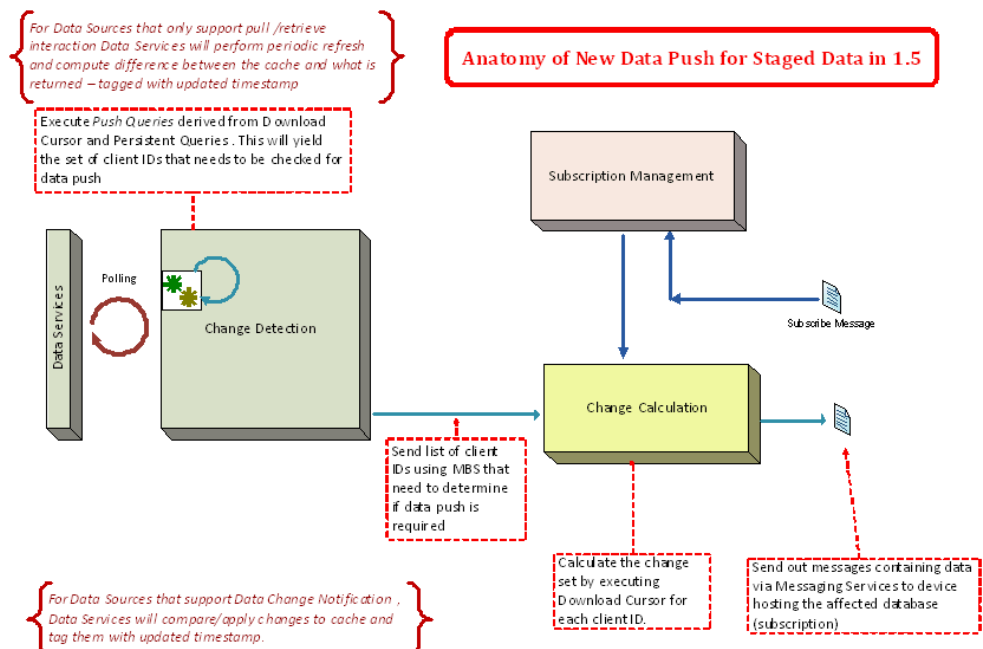 For Data Sources that only support pull /retrieve
interaction Data Services will perform periodic refresh
and compute difference between the cache and what is
returned – tagged with updated timestamp
Anatomy of New Data Push for Staged Data in 1.5
Execute Push Queries derived from Download
Cursor and Persistent Queries . This will yield
the set of client IDs that needs to be checked for
data push
Subscription Management
Data Services
Polling
Change Detection
Subscribe Message
Change Calculation
Send list of client
IDs using MBS that
need to determine
if data push is
required
Calculate the change
set by executing
Download Cursor for
each client ID.
Send out messages containing data
via Messaging Services to device
hosting the affected database
(subscription)
For Data Sources that support Data Change Notification ,
Data Services will compare/apply changes to cache and
tag them with updated timestamp.